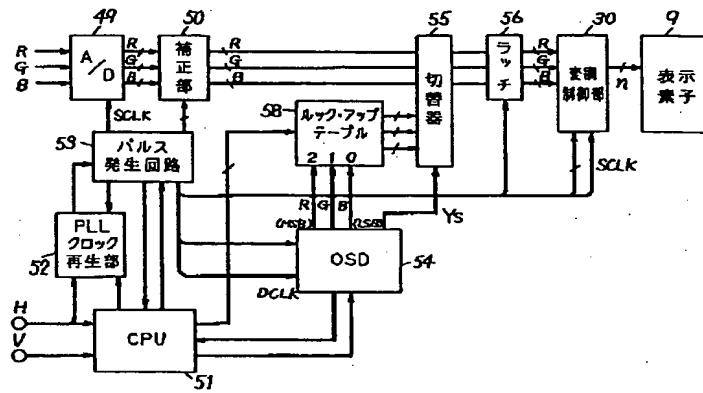 49
50
55
56
30
9
R
G
B
A/D
R
G
B
補正部
R
G
B
切替器
ラッチ
R
G
B
変調制御部
n
表示素子
SCLK
58
ルック・アップ
テーブル
2 1 0
53
パルス
発生回路
R G B
(MSB)
(LSB)
YS
SCLK
PLL
クロック
再生部
52
OSD
54
DCLK
H
V
CPU
51